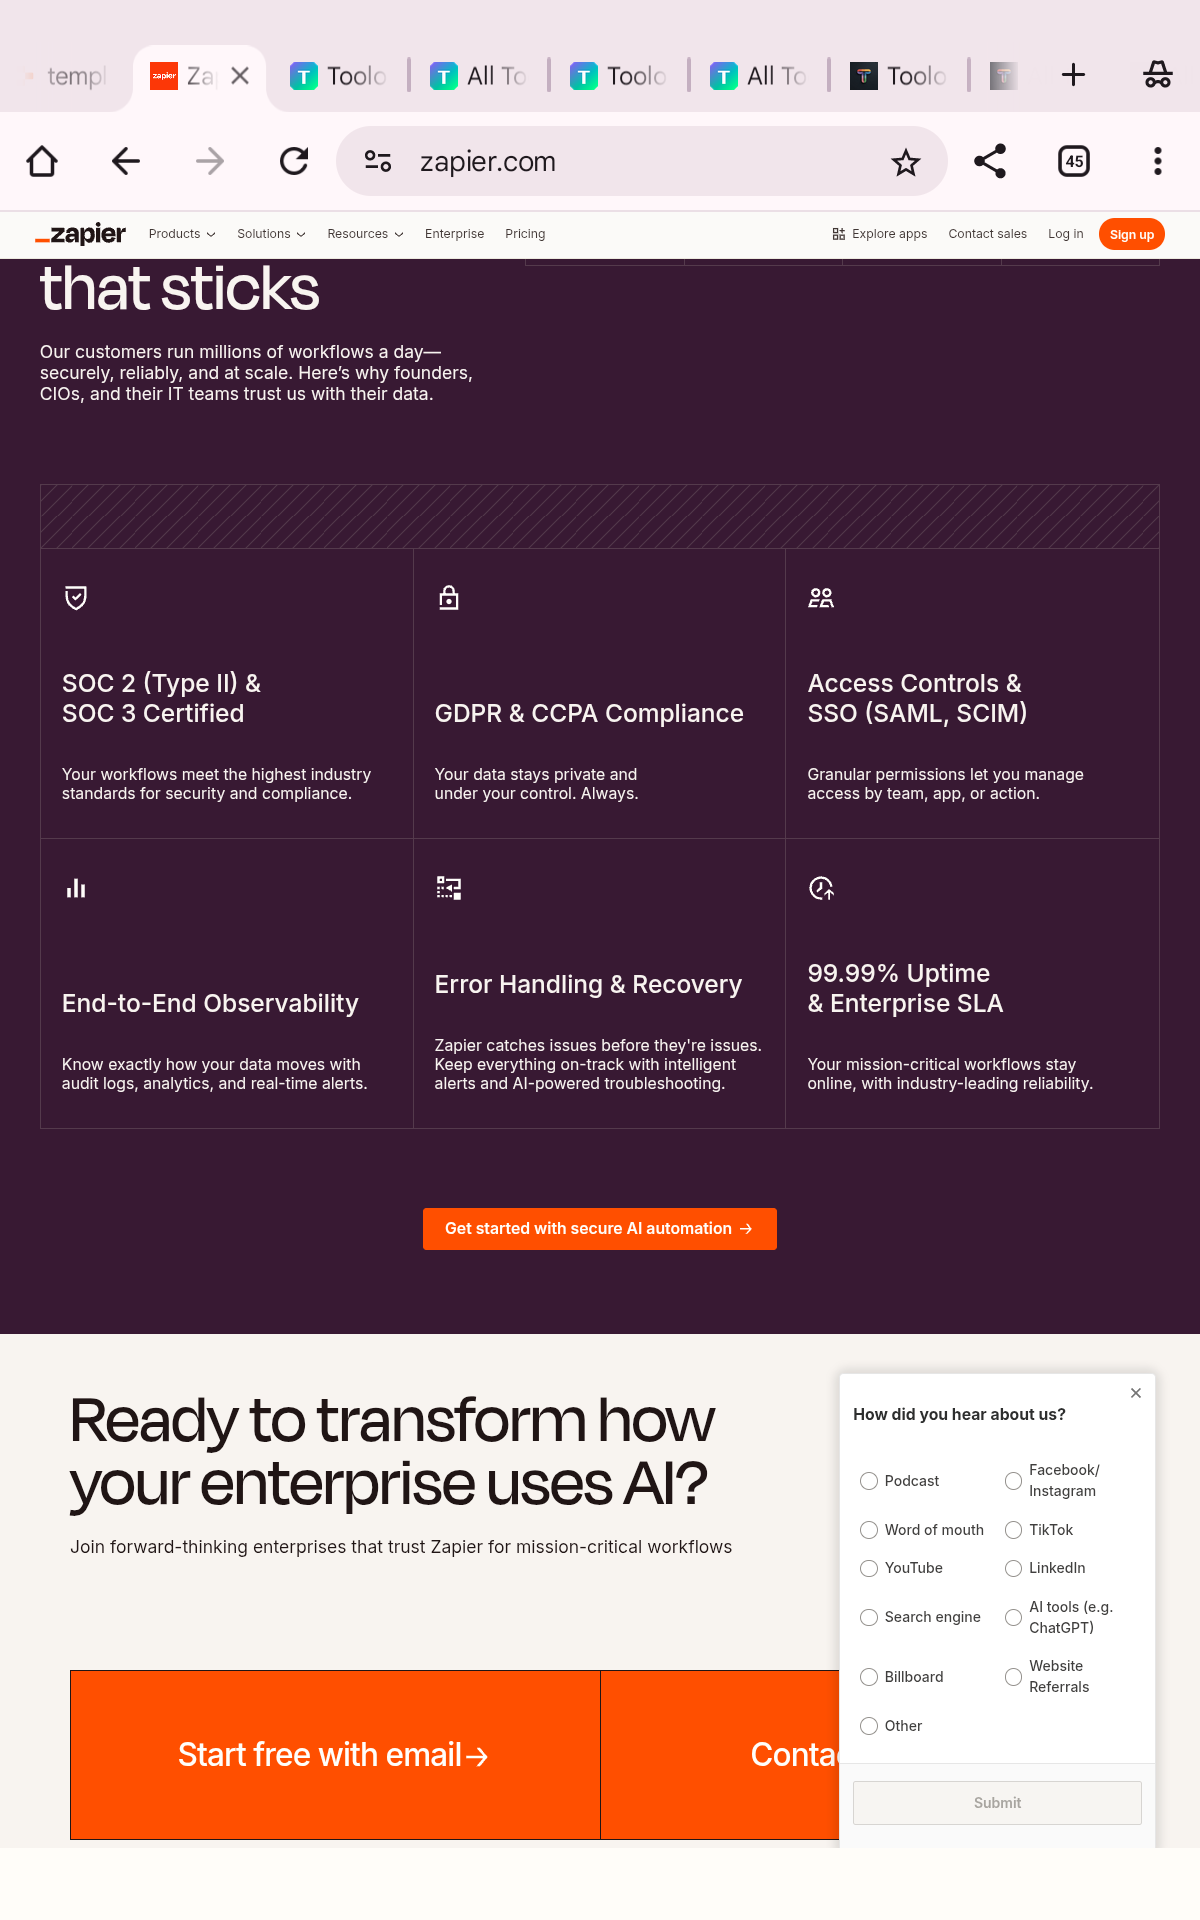 templ
zapier
Za
Toolo
All To
Toolo
All To
Toolo
zapier.com
45
zapier
Products
Solutions
Resources
Enterprise
Pricing
Explore apps
Contact sales
Log in
Sign up
that sticks
Our customers run millions of workflows a day—
securely, reliably, and at scale. Here’s why founders,
CIOs, and their IT teams trust us with their data.
SOC 2 (Type II) &
SOC 3 Certified
Your workflows meet the highest industry
standards for security and compliance.
GDPR & CCPA Compliance
Your data stays private and
under your control. Always.
Access Controls &
SSO (SAML, SCIM)
Granular permissions let you manage
access by team, app, or action.
End-to-End Observability
Know exactly how your data moves with
audit logs, analytics, and real-time alerts.
Error Handling & Recovery
Zapier catches issues before they're issues.
Keep everything on-track with intelligent
alerts and AI-powered troubleshooting.
99.99% Uptime
& Enterprise SLA
Your mission-critical workflows stay
online, with industry-leading reliability.
Get started with secure AI automation →
Ready to transform how
your enterprise uses AI?
Join forward-thinking enterprises that trust Zapier for mission-critical workflows
Start free with email→
Contac
How did you hear about us?
Podcast
Facebook/
Instagram
Word of mouth
TikTok
YouTube
LinkedIn
Search engine
AI tools (e.g.
ChatGPT)
Billboard
Website
Referrals
Other
Submit